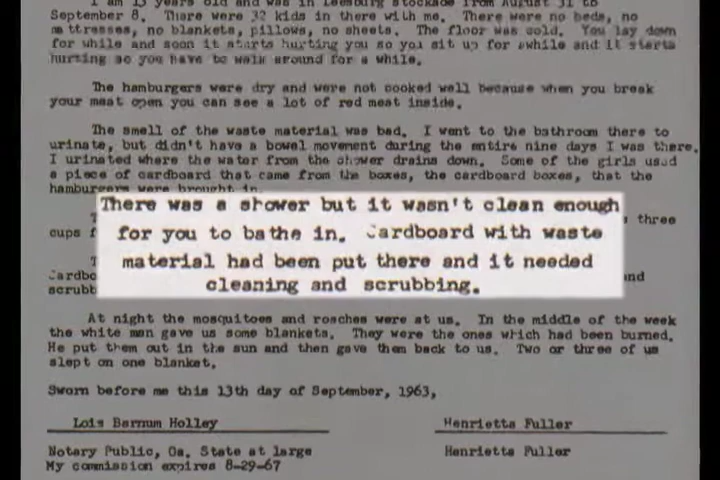 I am 13 years old and was in Leesburg Stockade from August 31 to
September 8. There were 32 kids in there with me. There were no beds, no
mattresses, no blankets, pillows, no sheets. The floor was cold. You lay down
for while and soon it starts hurting you so you sit up for awhile and it starts
hurting so you have to walk around for a while.
The hamburgers were dry and were not cooked well because when you break
your meat open you can see a lot of red meat inside.
The smell of the waste material was bad. I went to the bathroom there to
urinate, but didn't have a bowel movement during the entire nine days I was there.
I urinated where the water from the shower drains down. Some of the girls used
a piece of cardboard that came from the boxes, the cardboard boxes, that the
hamburgers were brought in.
There was a shower but it wasn't clean enough
for you to bathe in. Cardboard with waste
material had been put there and it needed
cleaning and scrubbing.
three
cups
and
At night the mosquitoes and roaches were at us. In the middle of the week
the white man gave us some blankets. They were the ones which had been burned.
He put them out in the sun and then gave them back to us. Two or three of us
slept on one blanket.
Sworn before me this 13th day of September, 1963,
Lois Barnum Holley Henrietta Fuller
Notary Public, Ga. State at large Henrietta Fuller
My commission expires 8-29-67